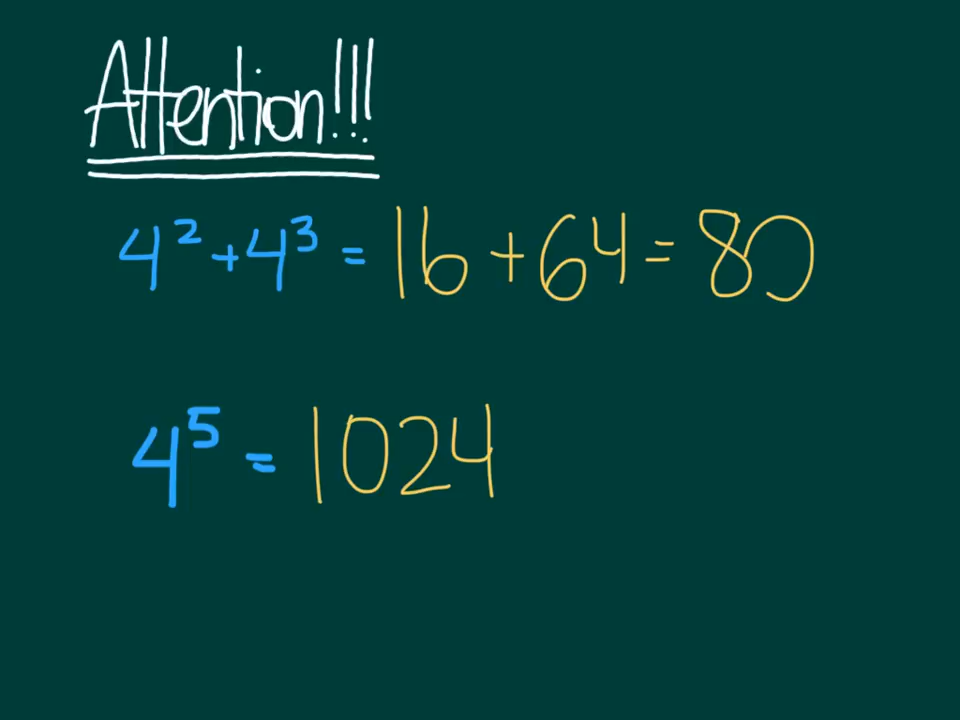 Attention!!!
4² + 4³ = 16 + 64 = 80
4⁵ = 1024